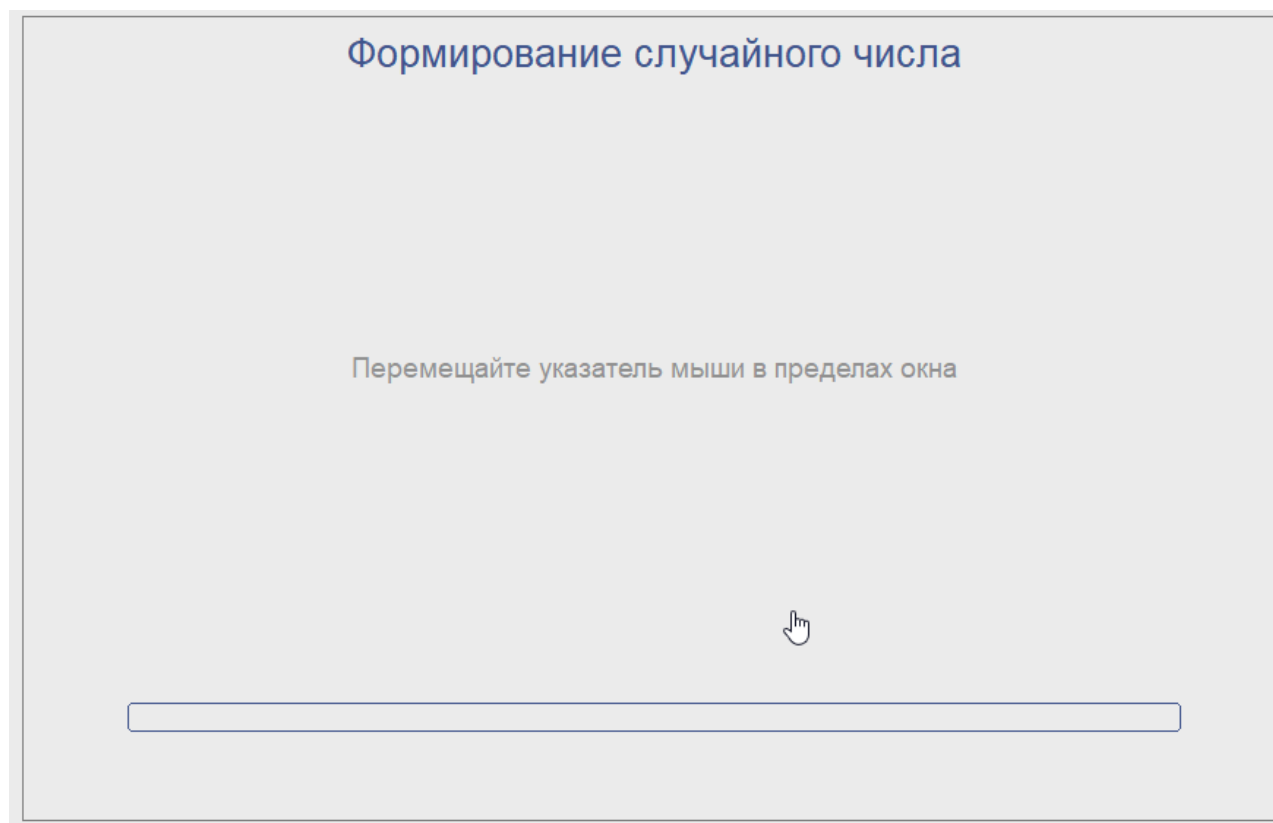 Формирование случайного числа
Перемещайте указатель мыши в пределах окна